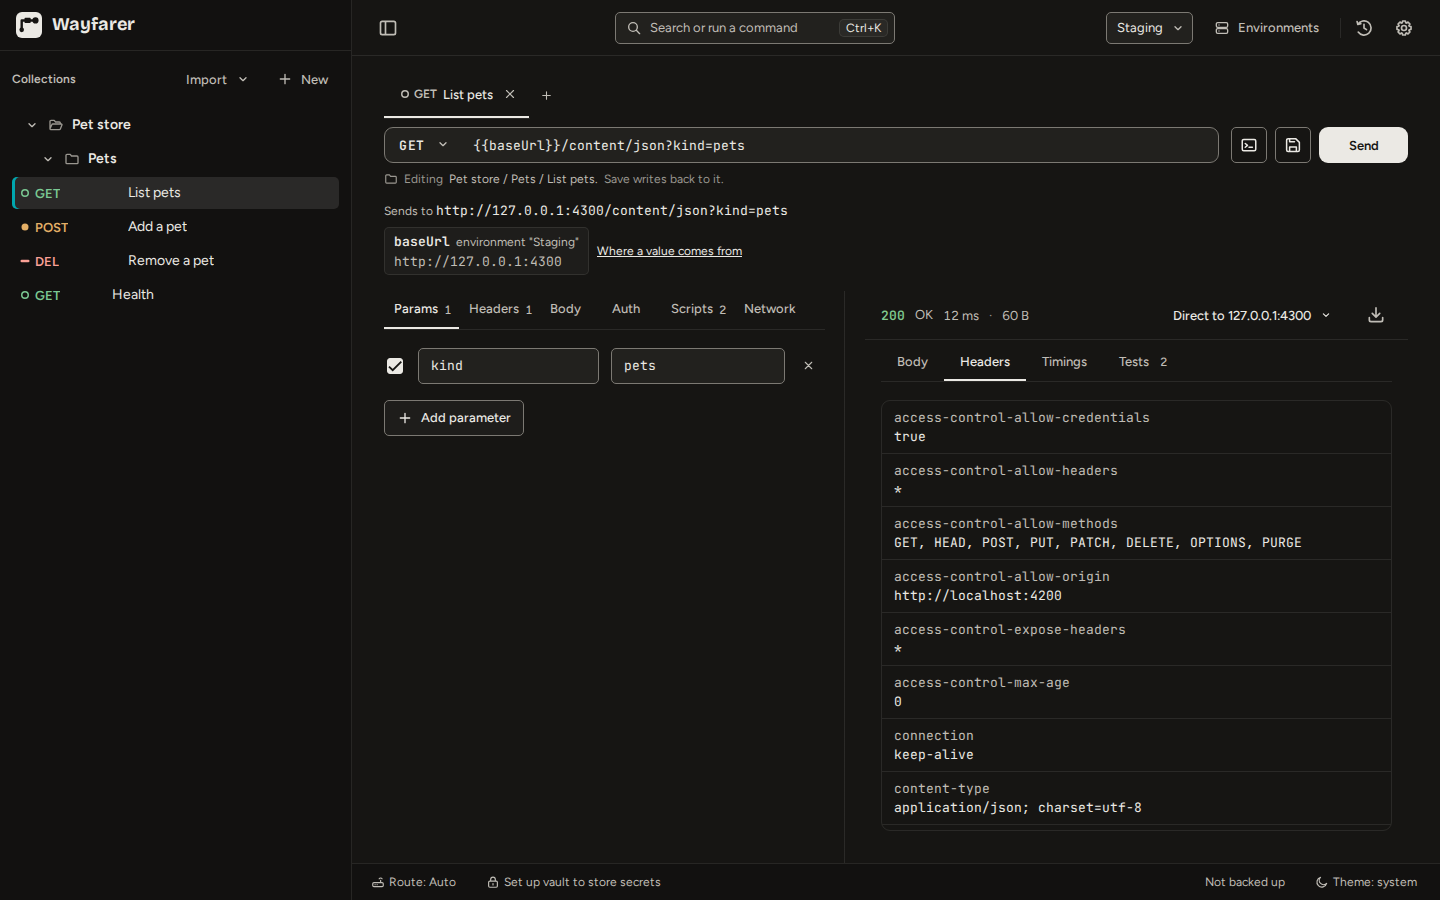 Wayfarer
Search or run a command Ctrl+K
Staging
Environments
Collections Import New
Pet store
Pets
GET List pets
POST Add a pet
DEL Remove a pet
GET Health
GET List pets
GET {{baseUrl}}/content/json?kind=pets
Send
Editing Pet store / Pets / List pets. Save writes back to it.
Sends to http://127.0.0.1:4300/content/json?kind=pets
baseUrl environment "Staging"
http://127.0.0.1:4300
Where a value comes from
Params 1 Headers 1 Body Auth Scripts 2 Network
kind pets
Add parameter
200 OK 12 ms · 60 B
Direct to 127.0.0.1:4300
Body Headers Timings Tests 2
access-control-allow-credentials
true
access-control-allow-headers
*
access-control-allow-methods
GET, HEAD, POST, PUT, PATCH, DELETE, OPTIONS, PURGE
access-control-allow-origin
http://localhost:4200
access-control-expose-headers
*
access-control-max-age
0
connection
keep-alive
content-type
application/json; charset=utf-8
Route: Auto
Set up vault to store secrets
Not backed up
Theme: system